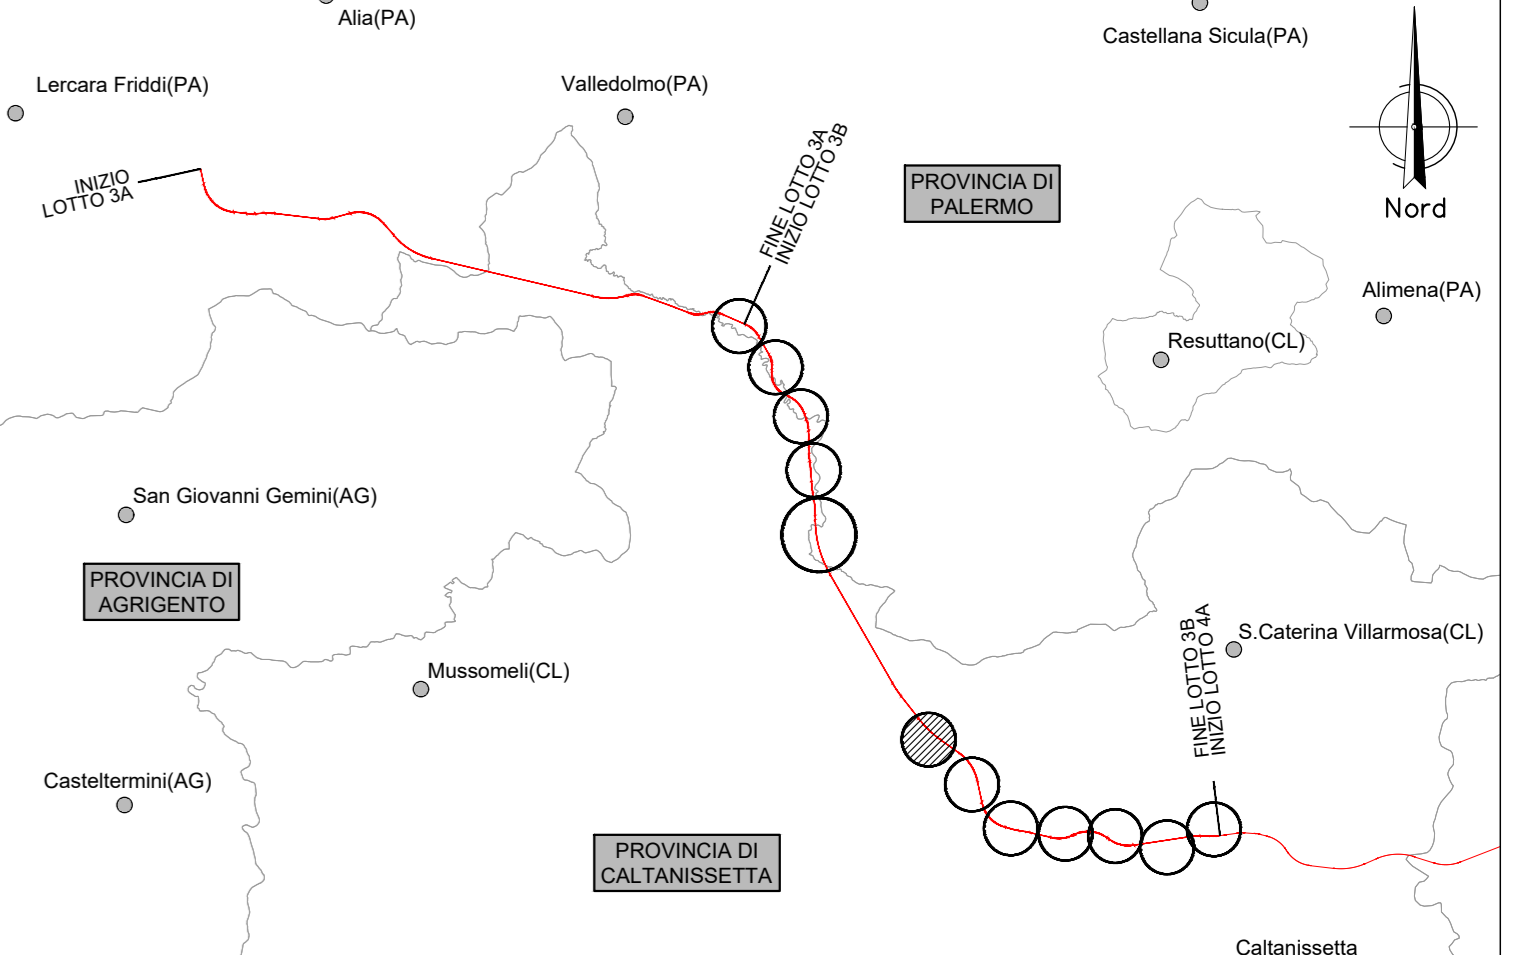 Alia(PA)
Castellana Sicula(PA)
Lercara Friddi(PA)
Valledolmo(PA)
INIZIO
LOTTO 3A
FINE LOTTO 3A
INIZIO LOTTO 3B
PROVINCIA DI
PALERMO
Nord
Alimena(PA)
Resuttano(CL)
San Giovanni Gemini(AG)
PROVINCIA DI
AGRIGENTO
FINE LOTTO 3B
INIZIO LOTTO 4A
S.Caterina Villarmosa(CL)
Mussomeli(CL)
Casteltermini(AG)
PROVINCIA DI
CALTANISSETTA
Caltanissetta